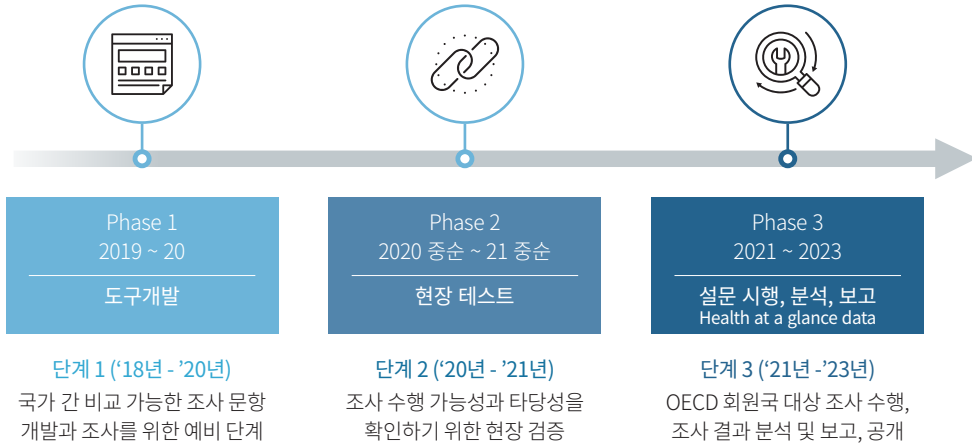 Phase 1
2019 ~ 20
도구개발
Phase 2
2020 중순 ~ 21 중순
현장 테스트
Phase 3
2021 ~ 2023
설문 시행, 분석, 보고
Health at a glance data
단계 1 (‘18년 - ’20년)
국가 간 비교 가능한 조사 문항
개발과 조사를 위한 예비 단계
단계 2 (‘20년 - ’21년)
조사 수행 가능성과 타당성을
확인하기 위한 현장 검증
단계 3 (‘21년 -’23년)
OECD 회원국 대상 조사 수행,
조사 결과 분석 및 보고, 공개